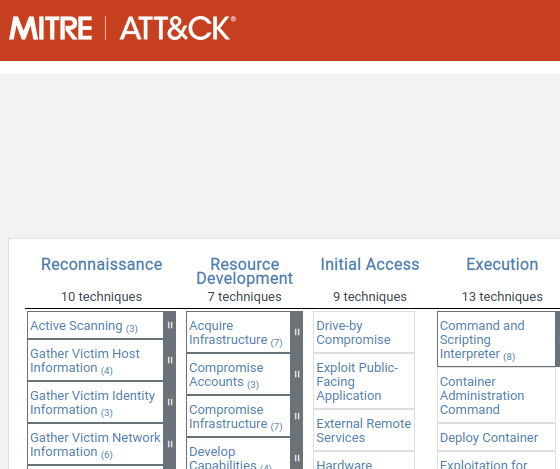 MITRE | ATT&CK®
Reconnaissance
10 techniques
Active Scanning (3)
Gather Victim Host
Information (4)
Gather Victim Identity
Information (3)
Gather Victim Network
Information (6)
Resource
Development
7 techniques
Acquire
Infrastructure (7)
Compromise
Accounts (3)
Compromise
Infrastructure (7)
Develop
Capabilities (4)
Initial Access
9 techniques
Drive-by
Compromise
Exploit Public-
Facing
Application
External Remote
Services
Hardware
Execution
13 techniques
Command and
Scripting
Interpreter (8)
Container
Administration
Command
Deploy Container
Exploitation for